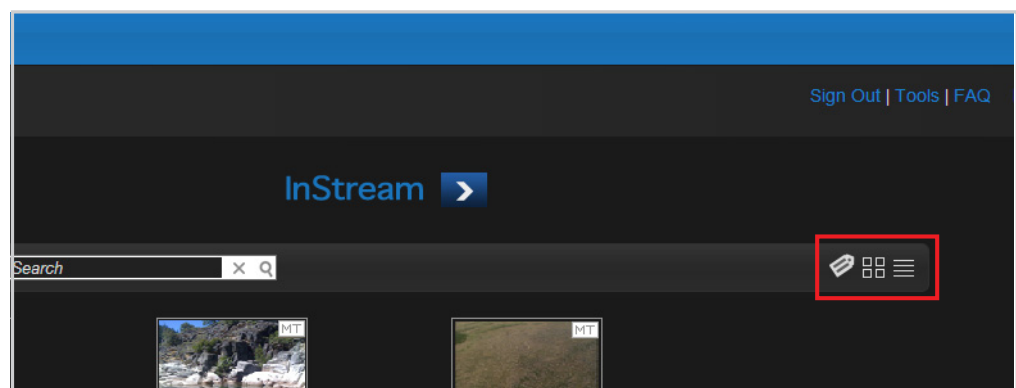 Sign Out | Tools | FAQ
InStream
Search
MT
MT